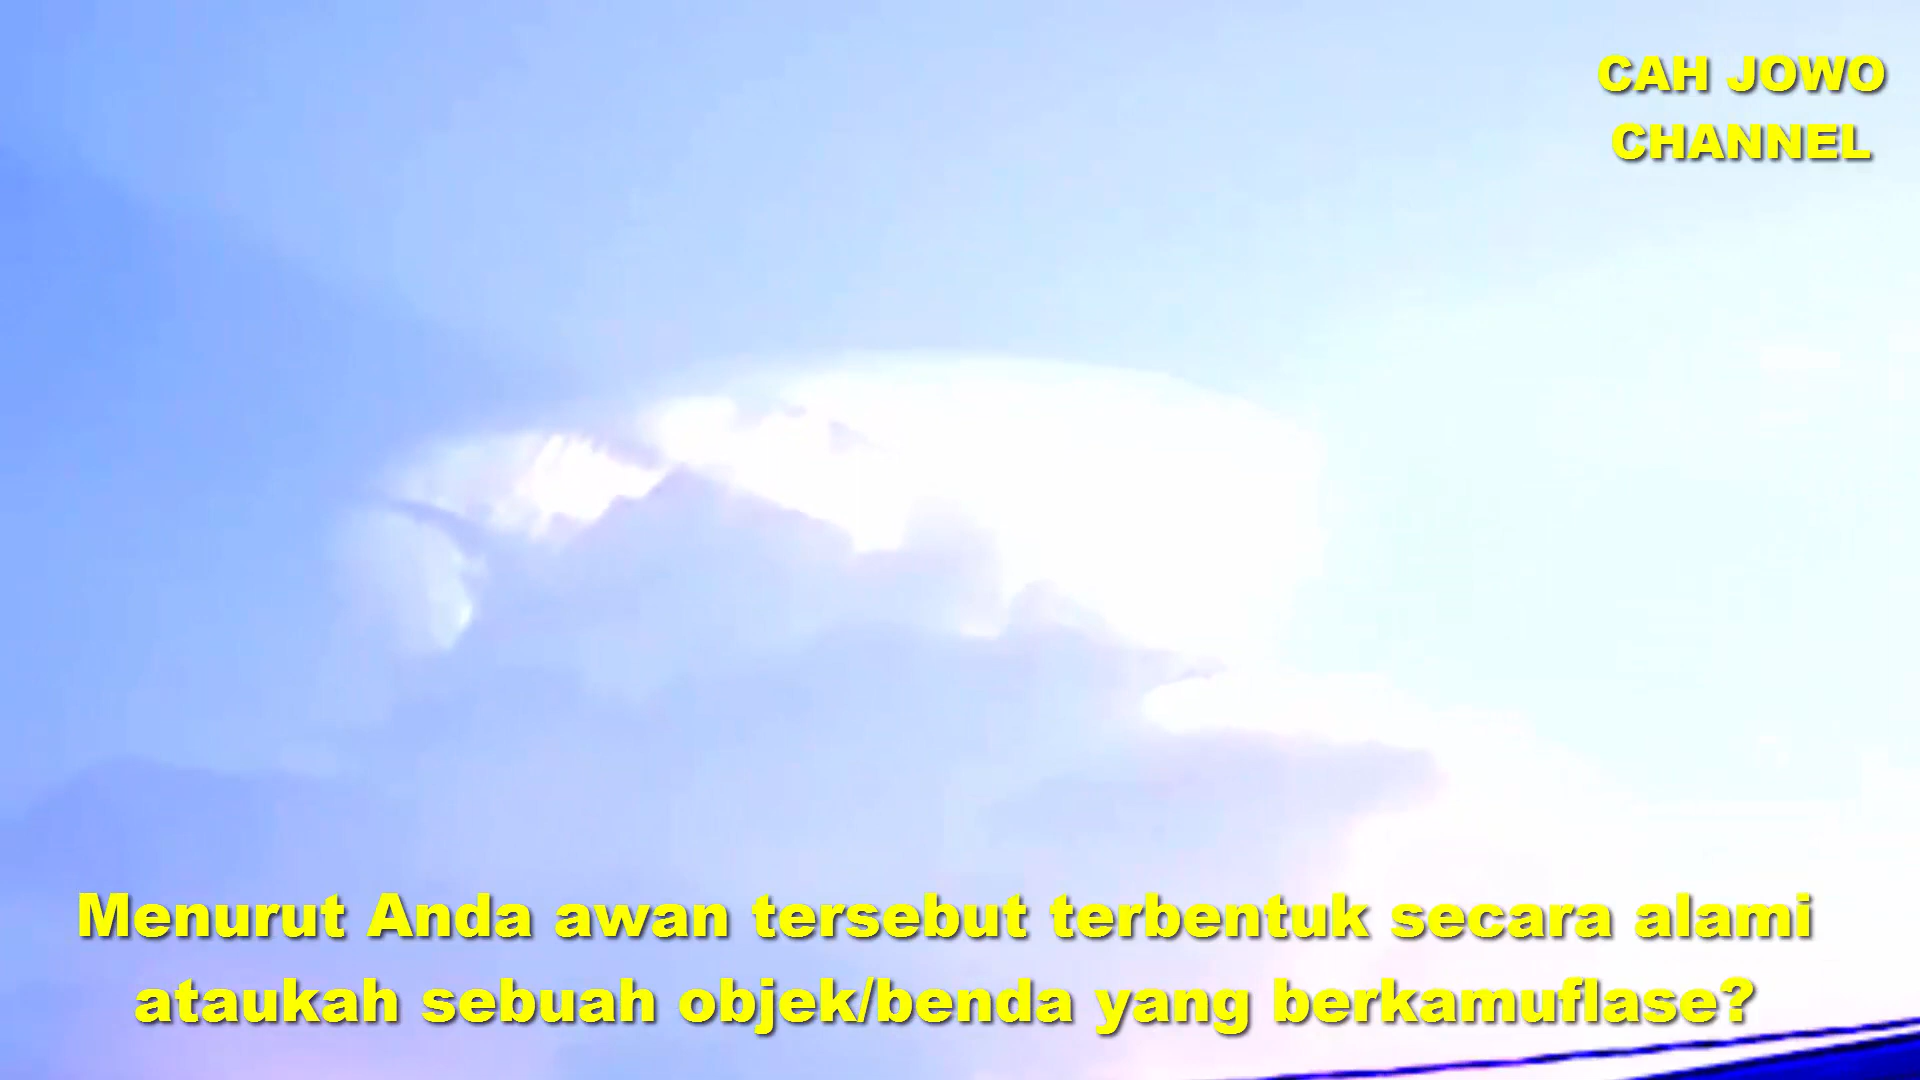 CAH JOWO
CHANNEL
Menurut Anda awan tersebut terbentuk secara alami
ataukah sebuah objek/benda yang berkamuflase?